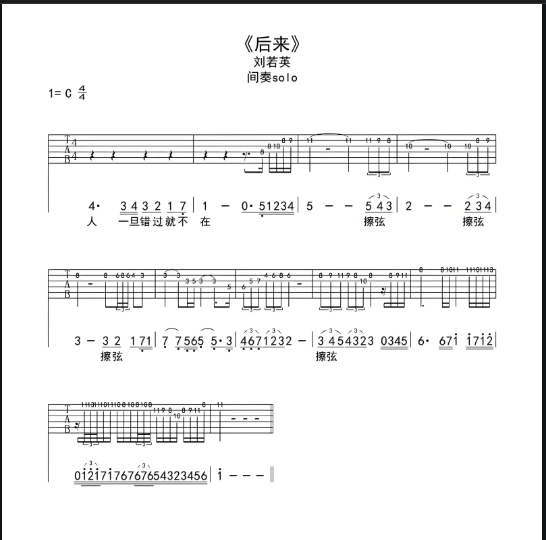 《后来》
刘若英
间奏solo
1= C 4/4
T A B 4/4
4· 3 4 3 2 1 7 | 1 — 0· 5 1 2 3 4 | 5 — — 5 4 3 | 2 — — 2 3 4
人 一旦错过就不 在 擦弦 擦弦
T A B
3 — 3 2 1 7 1 | 7 7 5 6 5 5·3 | 4 6 7 1 2 3 2 — | 3 4 5 4 3 2 3 0 3 4 5 | 6· 6 7 1 1 7 1 2
擦弦 擦弦
T A B
0 1 2 1 7 1 7 6 7 6 7 6 5 4 3 2 3 4 5 6 | 1 — — —